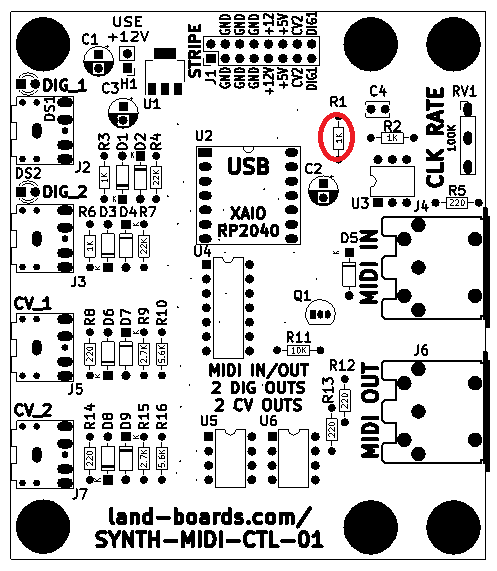 USE
+12V
C1
H1
U1
C3
STRIPE
J1
GND
GND
GND
+12
+5V
CV2
DIG1
GND
GND
GND
+12V
+5V
CV2
DIG1
DIG_1
DS1
J2
R3
D1
D2
R4
K
K
1K
22K
DS2
DIG_2
J3
R6
D3
D4
R7
K
K
1K
22K
U2
USB
XAIO
RP2040
R1
1K
C4
R2
1K
C2
U3
RV1
100K
CLK RATE
R5
220
J4
MIDI IN
D5
K
U4
Q1
R11
10K
CV_1
J5
R8
D6
D7
R9
R10
K
K
220
2.7K
5.6K
MIDI IN/OUT
2 DIG OUTS
2 CV OUTS
R12
220
R13
220
J6
MIDI OUT
CV_2
J7
R14
D8
D9
R15
R16
K
K
220
2.7K
5.6K
U5
U6
land-boards.com/
SYNTH-MIDI-CTL-01